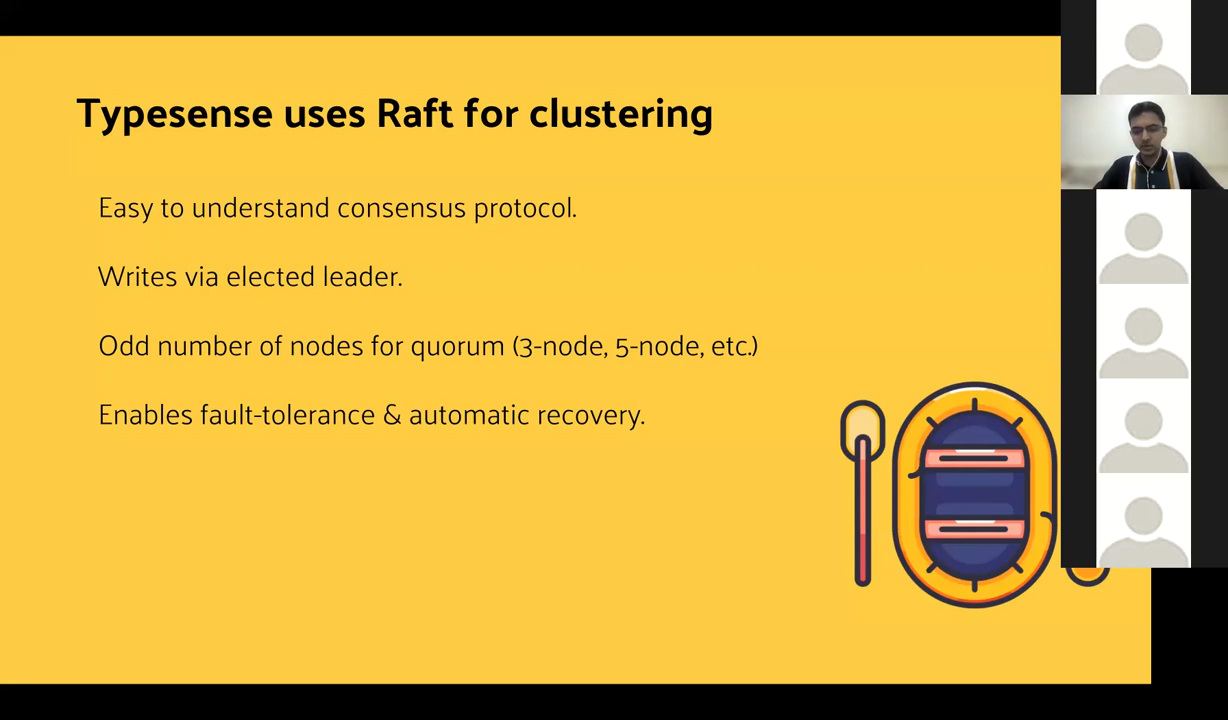 Typesense uses Raft for clustering
Easy to understand consensus protocol.
Writes via elected leader.
Odd number of nodes for quorum (3-node, 5-node, etc.)
Enables fault-tolerance & automatic recovery.